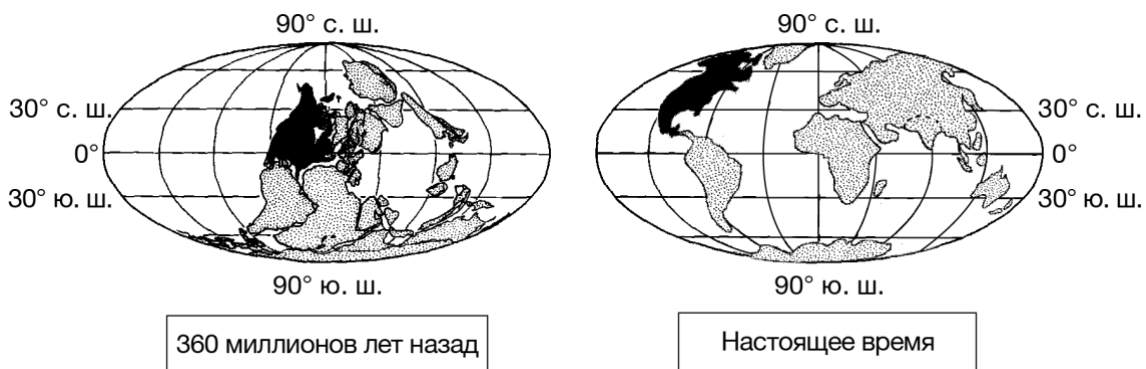 90° с. ш.
30° с. ш.
0°
30° ю. ш.
90° ю. ш.
360 миллионов лет назад
90° с. ш.
30° с. ш.
0°
30° ю. ш.
90° ю. ш.
Настоящее время